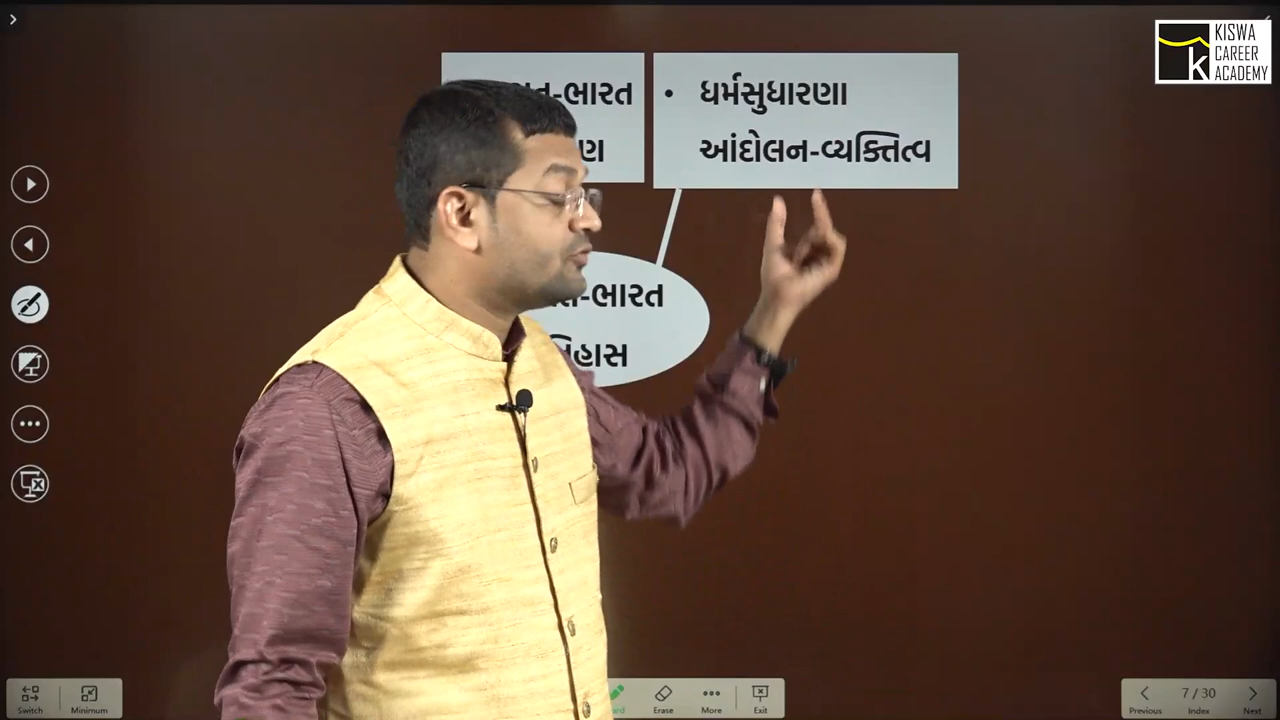 KISWA
CAREER
ACADEMY
k
-ભારત
• ધર્મસુધારણા
આંદોલન-વ્યક્તિત્વ
-ભારત
Switch
Minimum
Erase
More
Exit
Previous
7 / 30
Index
Next